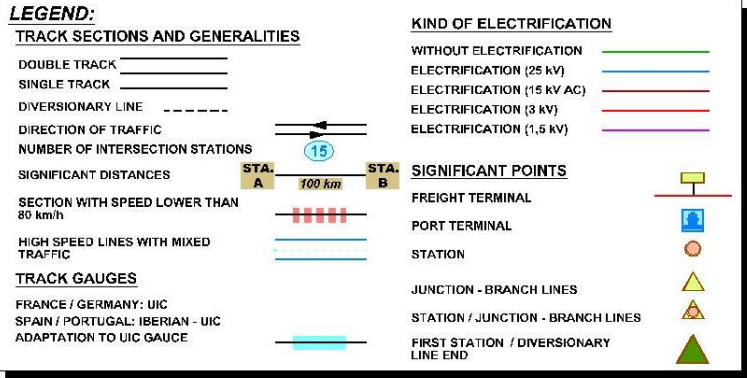 LEGEND:
TRACK SECTIONS AND GENERALITIES
DOUBLE TRACK
SINGLE TRACK
DIVERSIONARY LINE
DIRECTION OF TRAFFIC
NUMBER OF INTERSECTION STATIONS
15
SIGNIFICANT DISTANCES
STA. A
100 km
STA. B
SECTION WITH SPEED LOWER THAN
80 km/h
HIGH SPEED LINES WITH MIXED
TRAFFIC
TRACK GAUGES
FRANCE / GERMANY: UIC
SPAIN / PORTUGAL: IBERIAN - UIC
ADAPTATION TO UIC GAUCE
KIND OF ELECTRIFICATION
WITHOUT ELECTRIFICATION
ELECTRIFICATION (25 kV)
ELECTRIFICATION (15 kV AC)
ELECTRIFICATION (3 kV)
ELECTRIFICATION (1,5 kV)
SIGNIFICANT POINTS
FREIGHT TERMINAL
PORT TERMINAL
STATION
JUNCTION - BRANCH LINES
STATION / JUNCTION - BRANCH LINES
FIRST STATION / DIVERSIONARY
LINE END